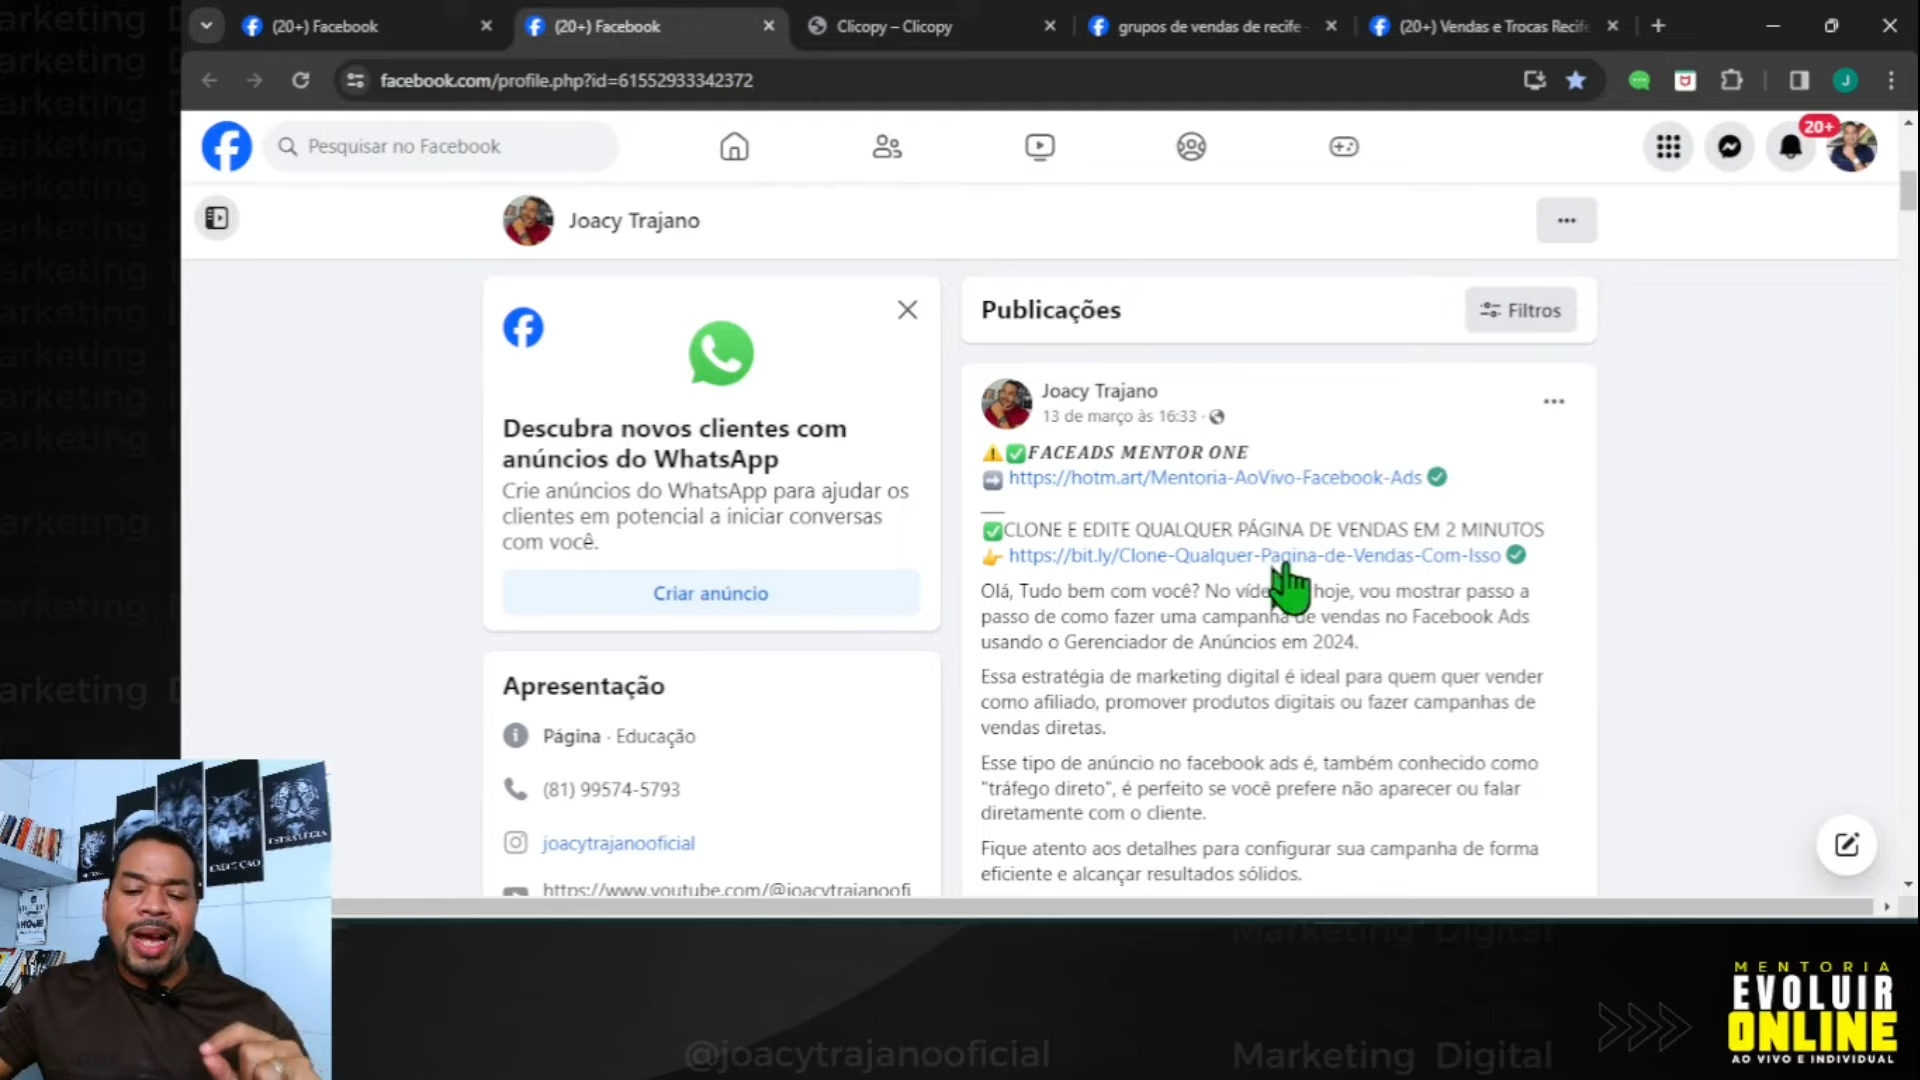 (20+) Facebook
(20+) Facebook
Clicopy – Clicopy
grupos de vendas de recife -
(20+) Vendas e Trocas Recife
facebook.com/profile.php?id=61552933342372
J
Pesquisar no Facebook
20+
Joacy Trajano
Descubra novos clientes com
anúncios do WhatsApp
Crie anúncios do WhatsApp para ajudar os
clientes em potencial a iniciar conversas
com você.
Criar anúncio
Apresentação
Página · Educação
(81) 99574-5793
joacytrajanooficial
https://www.youtube.com/@joacytrajanoofi
Publicações
Filtros
Joacy Trajano
13 de março às 16:33 ·
⚠️✅FACEADS MENTOR ONE
➡️ https://hotm.art/Mentoria-AoVivo-Facebook-Ads
__
✅CLONE E EDITE QUALQUER PÁGINA DE VENDAS EM 2 MINUTOS
👉 https://bit.ly/Clone-Qualquer-Pagina-de-Vendas-Com-Isso
Olá, Tudo bem com você? No víde hoje, vou mostrar passo a
passo de como fazer uma campanha de vendas no Facebook Ads
usando o Gerenciador de Anúncios em 2024.
Essa estratégia de marketing digital é ideal para quem quer vender
como afiliado, promover produtos digitais ou fazer campanhas de
vendas diretas.
Esse tipo de anúncio no facebook ads é, também conhecido como
"tráfego direto", é perfeito se você prefere não aparecer ou falar
diretamente com o cliente.
Fique atento aos detalhes para configurar sua campanha de forma
eficiente e alcançar resultados sólidos.
EXECUÇÃO
ESTRATÉGIA
MENTORIA
EVOLUIR
ONLINE
AO VIVO E INDIVIDUAL
@joacytrajanooficial
Marketing Digital
Marketing Digital